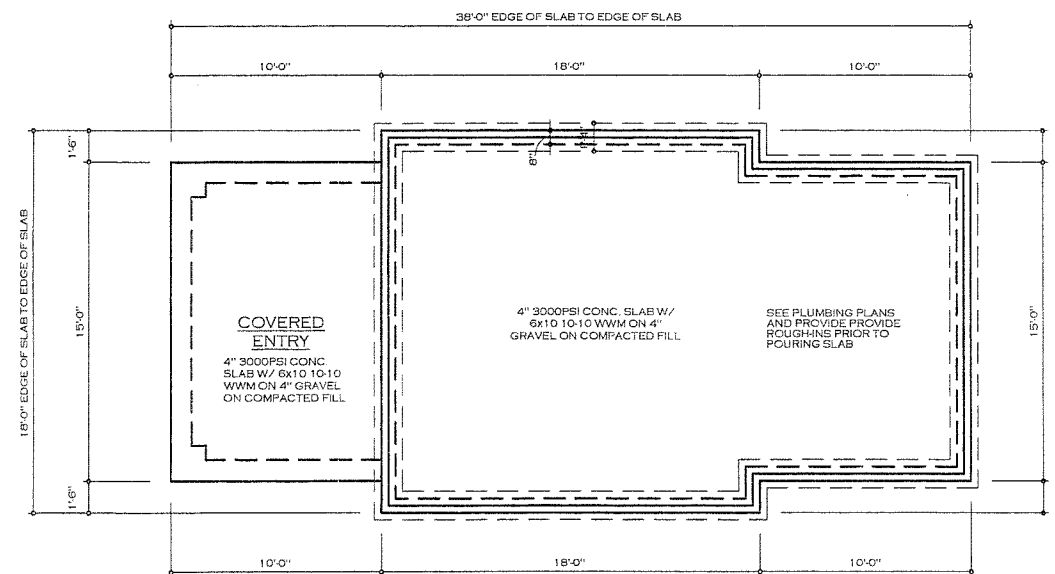 38'-0" EDGE OF SLAB TO EDGE OF SLAB
10'-0"
18'-0"
10'-0"
1'-6"
8"
18'-0" EDGE OF SLAB TO EDGE OF SLAB
15'-0"
15'-0"
COVERED
ENTRY
4" 3000PSI CONC.
SLAB W/ 6x10 10-10
WWM ON 4" GRAVEL
ON COMPACTED FILL
4" 3000PSI CONC. SLAB W/
6x10 10-10 WWM ON 4"
GRAVEL ON COMPACTED FILL
SEE PLUMBING PLANS
AND PROVIDE PROVIDE
ROUGH-INS PRIOR TO
POURING SLAB
1'-6"
10'-0"
18'-0"
10'-0"